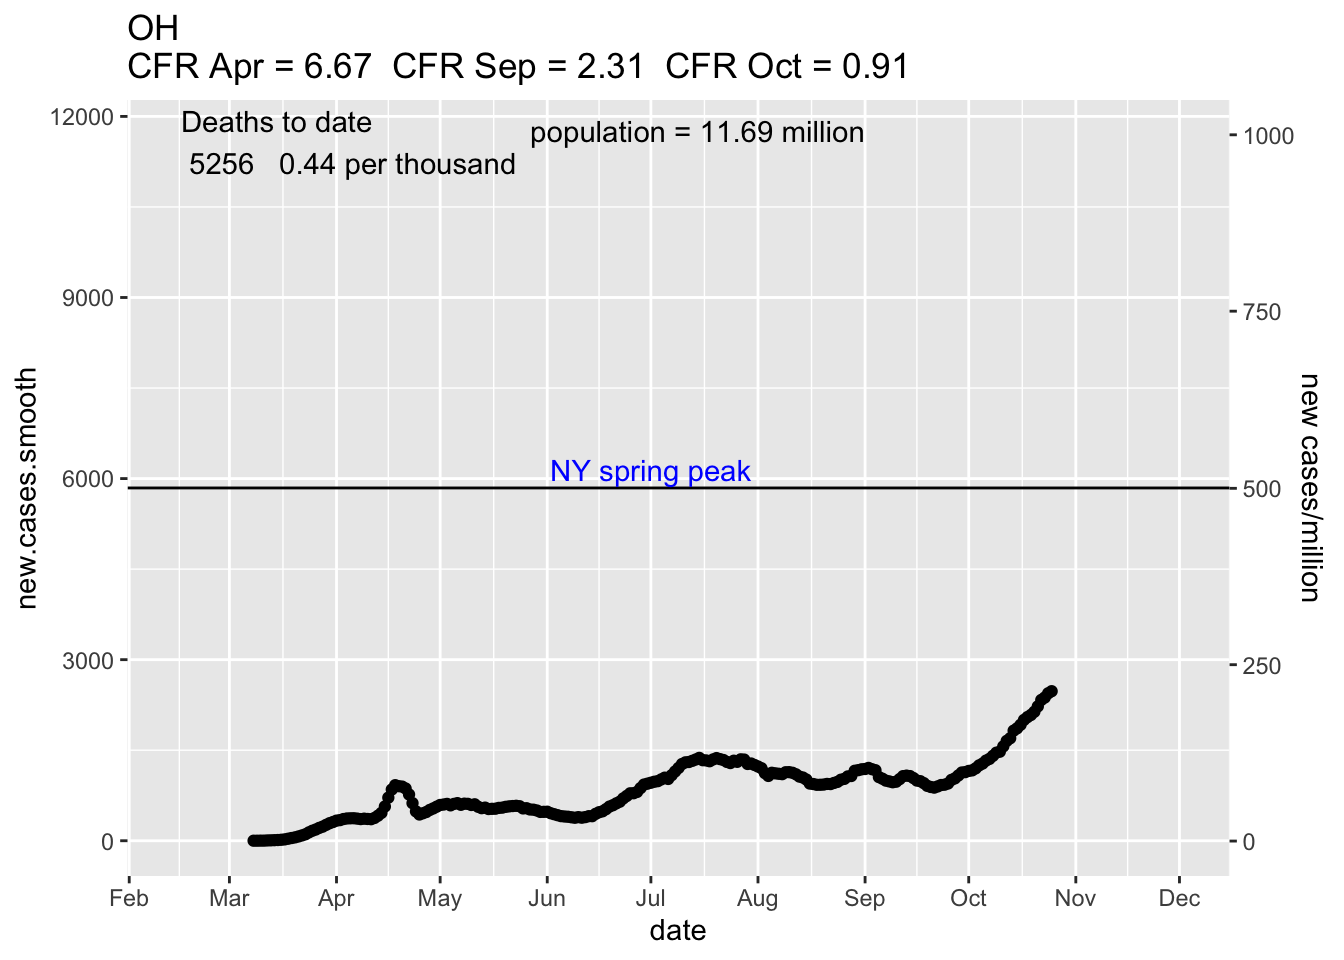 OH
CFR Apr = 6.67  CFR Sep = 2.31  CFR Oct = 0.91
Deaths to date
5256   0.44 per thousand
population = 11.69 million
12000
9000
6000
3000
0
new.cases.smooth
NY spring peak
1000
750
500
250
0
new cases/million
Feb Mar Apr May Jun Jul Aug Sep Oct Nov Dec
date